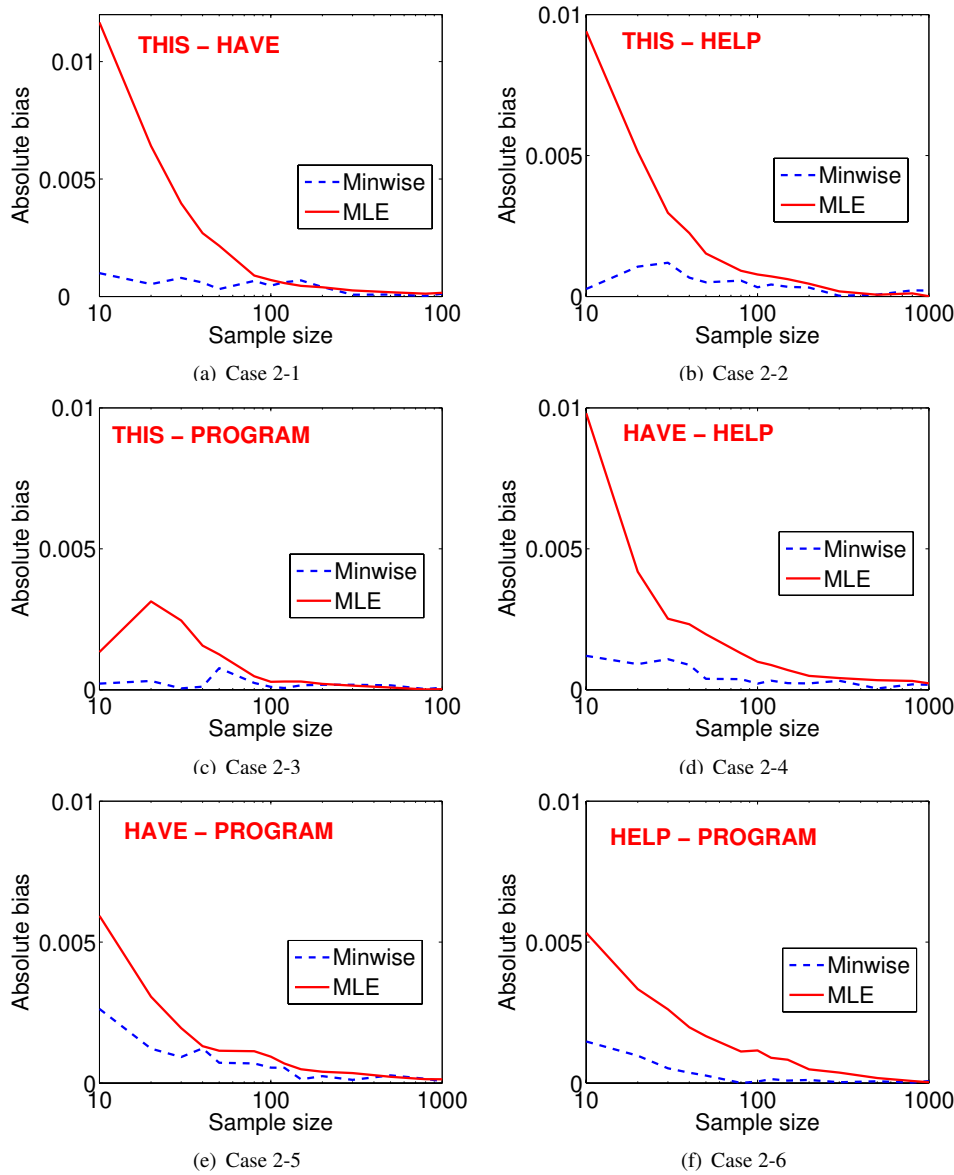 THIS – HAVE
0.01
0.005
0
Absolute bias
Minwise
MLE
10
100
100
Sample size
(a) Case 2-1
THIS – HELP
0.01
0.005
0
Absolute bias
Minwise
MLE
10
100
1000
Sample size
(b) Case 2-2
THIS – PROGRAM
0.01
0.005
0
Absolute bias
Minwise
MLE
10
100
100
Sample size
(c) Case 2-3
HAVE – HELP
0.01
0.005
0
Absolute bias
Minwise
MLE
10
100
1000
Sample size
(d) Case 2-4
HAVE – PROGRAM
0.01
0.005
0
Absolute bias
Minwise
MLE
10
100
1000
Sample size
(e) Case 2-5
HELP – PROGRAM
0.01
0.005
0
Absolute bias
Minwise
MLE
10
100
1000
Sample size
(f) Case 2-6